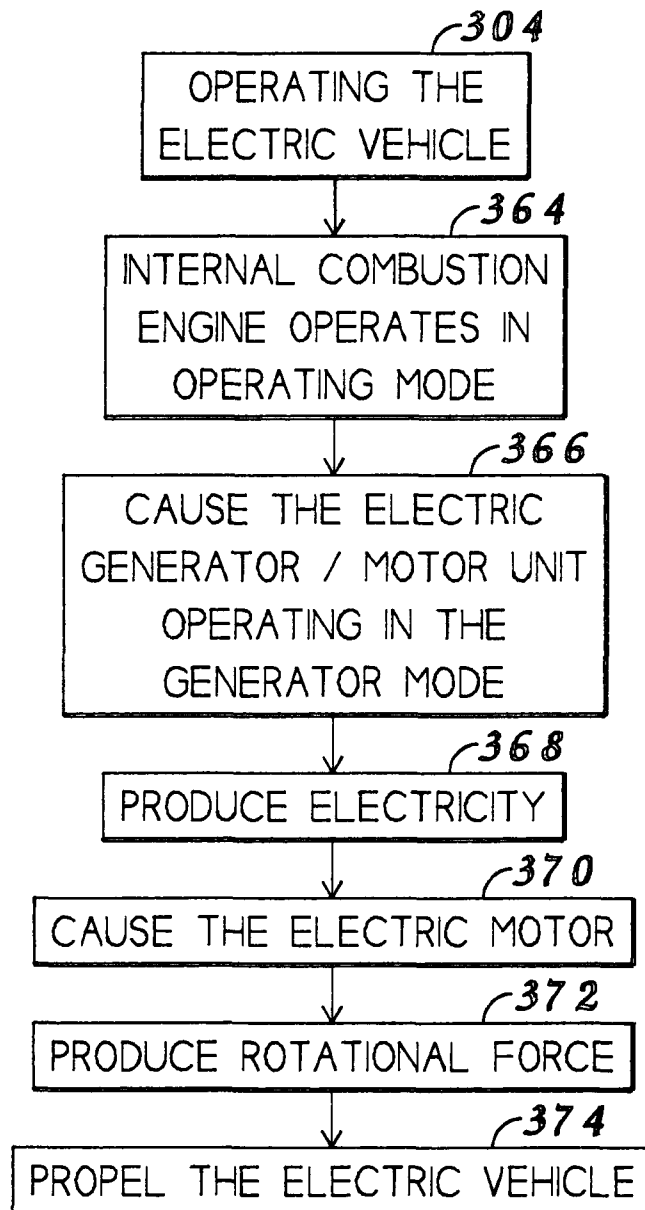 304
OPERATING THE
ELECTRIC VEHICLE
364
INTERNAL COMBUSTION
ENGINE OPERATES IN
OPERATING MODE
366
CAUSE THE ELECTRIC
GENERATOR / MOTOR UNIT
OPERATING IN THE
GENERATOR MODE
368
PRODUCE ELECTRICITY
370
CAUSE THE ELECTRIC MOTOR
372
PRODUCE ROTATIONAL FORCE
374
PROPEL THE ELECTRIC VEHICLE